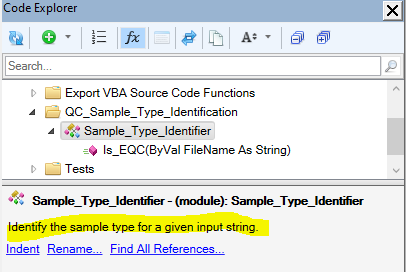 Code Explorer
fx
A
Search...
Export VBA Source Code Functions
QC_Sample_Type_Identification
Sample_Type_Identifier
Is_EQC(ByVal FileName As String)
Tests
Sample_Type_Identifier - (module): Sample_Type_Identifier
Identify the sample type for a given input string.
Indent Rename... Find All References...